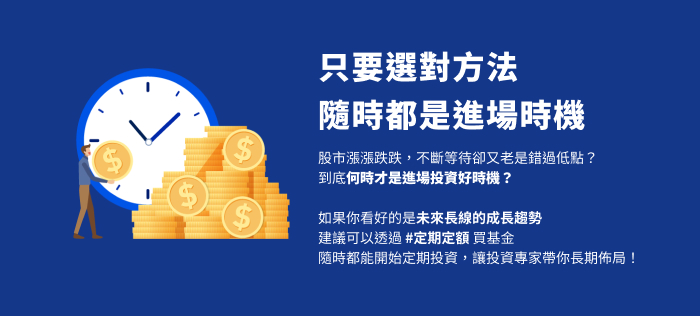 只要選對方法
隨時都是進場時機
股市漲漲跌跌，不斷等待卻又老是錯過低點？
到底何時才是進場投資好時機？
如果你看好的是未來長線的成長趨勢
建議可以透過 #定期定額 買基金
隨時都能開始定期投資，讓投資專家帶你長期佈局！
$
$
$
$